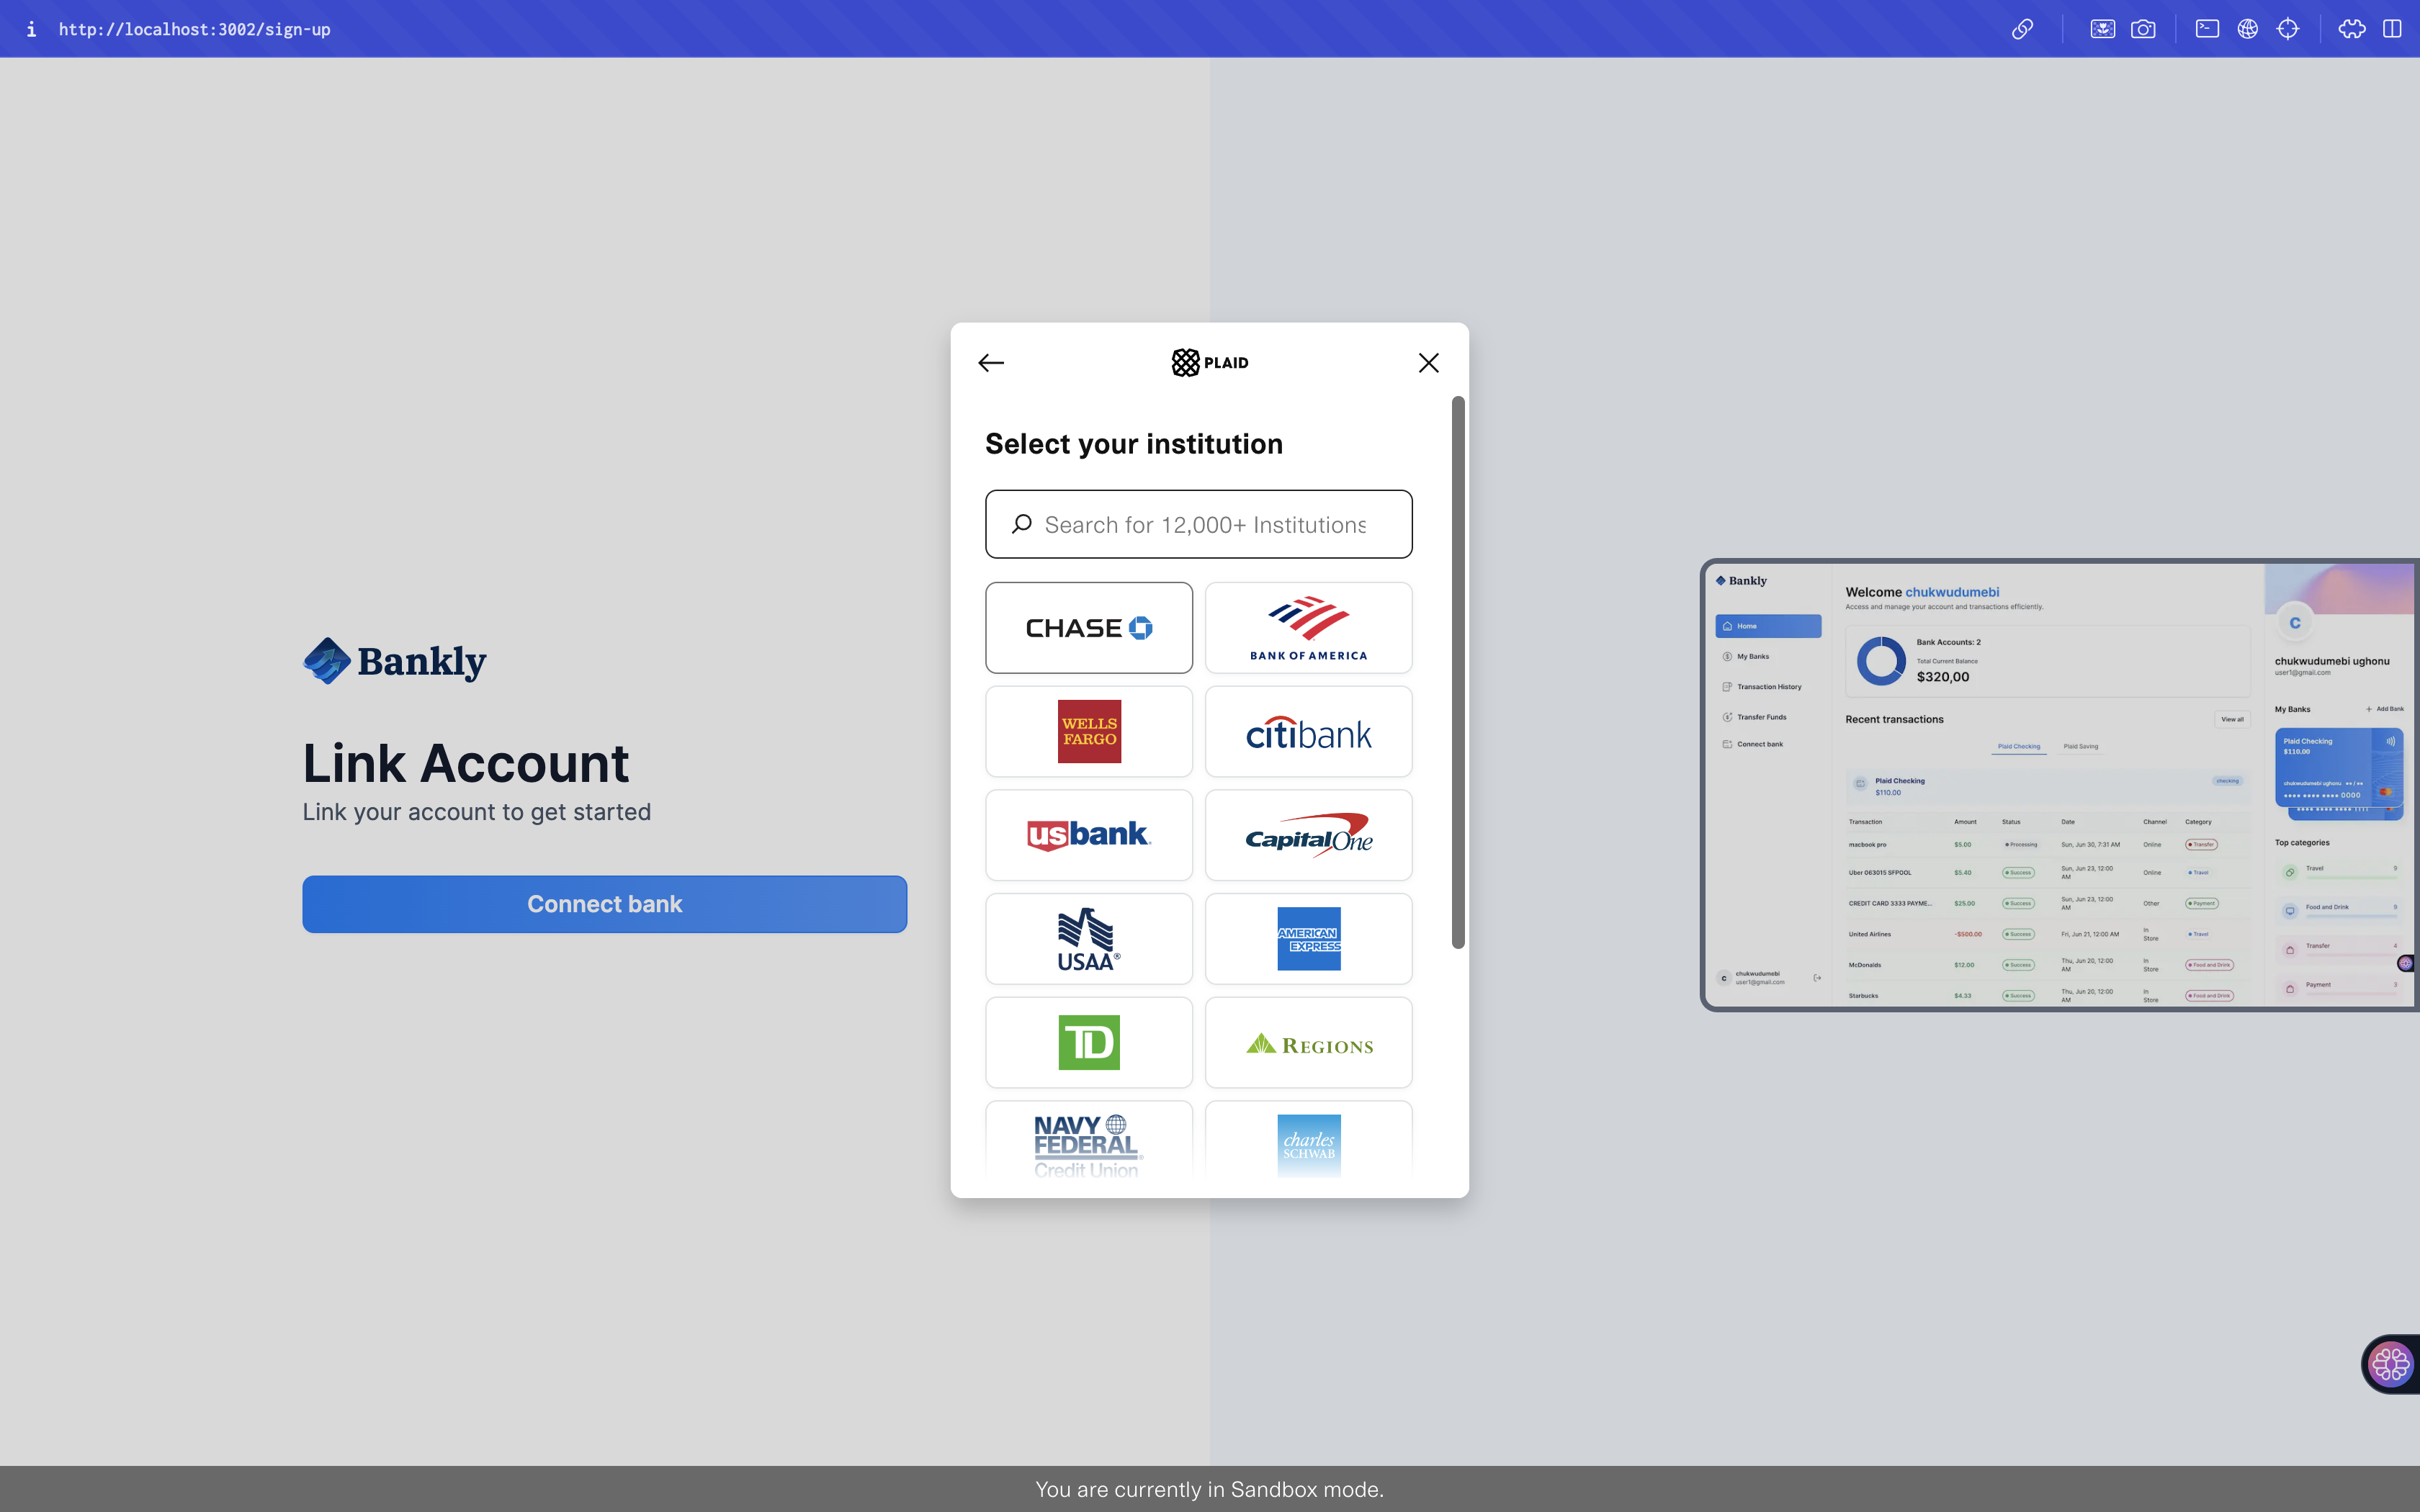 i http://localhost:3002/sign-up
Bankly
Link Account
Link your account to get started
Connect bank
PLAID
Select your institution
Search for 12,000+ Institutions
CHASE
BANK OF AMERICA
WELLS FARGO
citibank
usbank
Capital One
USAA®
AMERICAN EXPRESS
TD
REGIONS
NAVY FEDERAL Credit Union
charles SCHWAB
Bankly
Home
My Banks
Transaction History
Transfer Funds
Connect bank
C chukwudumebi
user1@gmail.com
Welcome chukwudumebi
Access and manage your account and transactions efficiently.
Bank Accounts: 2
Total Current Balance
$320,00
Recent transactions
View all
Plaid Checking Plaid Saving
Plaid Checking checking
$110.00
Transaction Amount Status Date Channel Category
macbook pro $5.00 Processing Sun, Jun 30, 7:31 AM Online Transfer
Uber 063015 SFPOOL $5.40 Success Sun, Jun 23, 12:00 AM Online Travel
CREDIT CARD 3333 PAYME... $25.00 Success Sun, Jun 23, 12:00 AM Other Payment
United Airlines -$500.00 Success Fri, Jun 21, 12:00 AM In Store Travel
McDonalds $12.00 Success Thu, Jun 20, 12:00 AM In Store Food and Drink
Starbucks $4.33 Success Thu, Jun 20, 12:00 AM In Store Food and Drink
C
chukwudumebi ughonu
user1@gmail.com
My Banks + Add Bank
Plaid Checking
$110.00
chukwudumebi ughonu ●● / ●●
●●●● ●●●● ●●●● 0000
●●●● ●●●● ●●●● 1111
Top categories
Travel 9
Food and Drink 8
Transfer 4
Payment 3
You are currently in Sandbox mode.